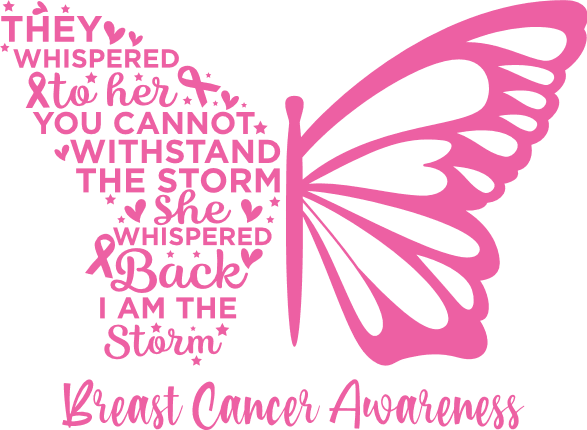 THEY
WHISPERED
to her
YOU CANNOT
WITHSTAND
THE STORM
she
WHISPERED
Back
I AM THE
Storm
Breast Cancer Awareness